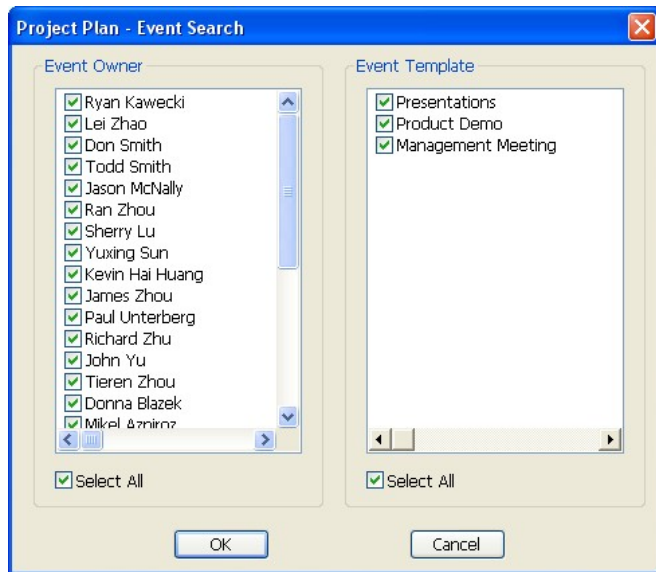 Project Plan - Event Search
Event Owner
Ryan Kawecki
Lei Zhao
Don Smith
Todd Smith
Jason McNally
Ran Zhou
Sherry Lu
Yuxing Sun
Kevin Hai Huang
James Zhou
Paul Unterberg
Richard Zhu
John Yu
Tieren Zhou
Donna Blazek
Mikel
Select All
Event Template
Presentations
Product Demo
Management Meeting
Select All
OK
Cancel